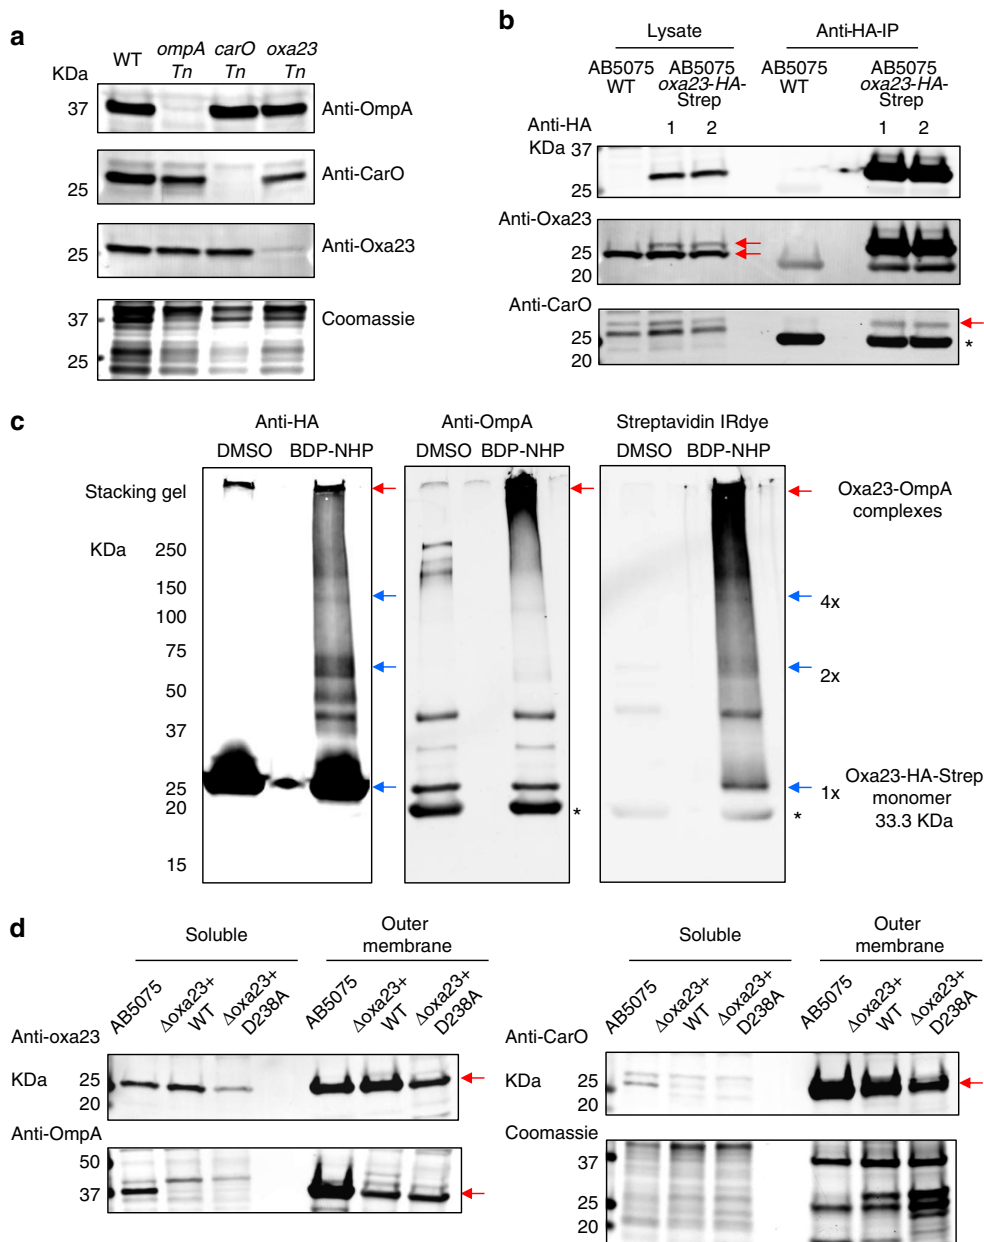 a
WT ompA Tn carO Tn oxa23 Tn
KDa
37
Anti-OmpA
25
Anti-CarO
25
Anti-Oxa23
37
25
Coomassie
b
Lysate Anti-HA-IP
AB5075 WT AB5075 oxa23-HA-Strep AB5075 WT AB5075 oxa23-HA-Strep
1 2 1 2
Anti-HA
KDa 37
25
Anti-Oxa23
25
20
Anti-CarO
25
20
*
c
Anti-HA Anti-OmpA Streptavidin IRdye
DMSO BDP-NHP DMSO BDP-NHP DMSO BDP-NHP
Stacking gel
KDa
250
150
100
75
50
37
25
20
15
*
Oxa23-OmpA complexes
4x
2x
1x
Oxa23-HA-Strep monomer 33.3 KDa
*
d
Soluble Outer membrane
AB5075 Δoxa23+ WT Δoxa23+ D238A AB5075 Δoxa23+ WT Δoxa23+ D238A
Anti-oxa23
KDa 25
20
Anti-OmpA
50
37
Soluble Outer membrane
AB5075 Δoxa23+ WT Δoxa23+ D238A AB5075 Δoxa23+ WT Δoxa23+ D238A
Anti-CarO
KDa 25
20
Coomassie
37
25
20